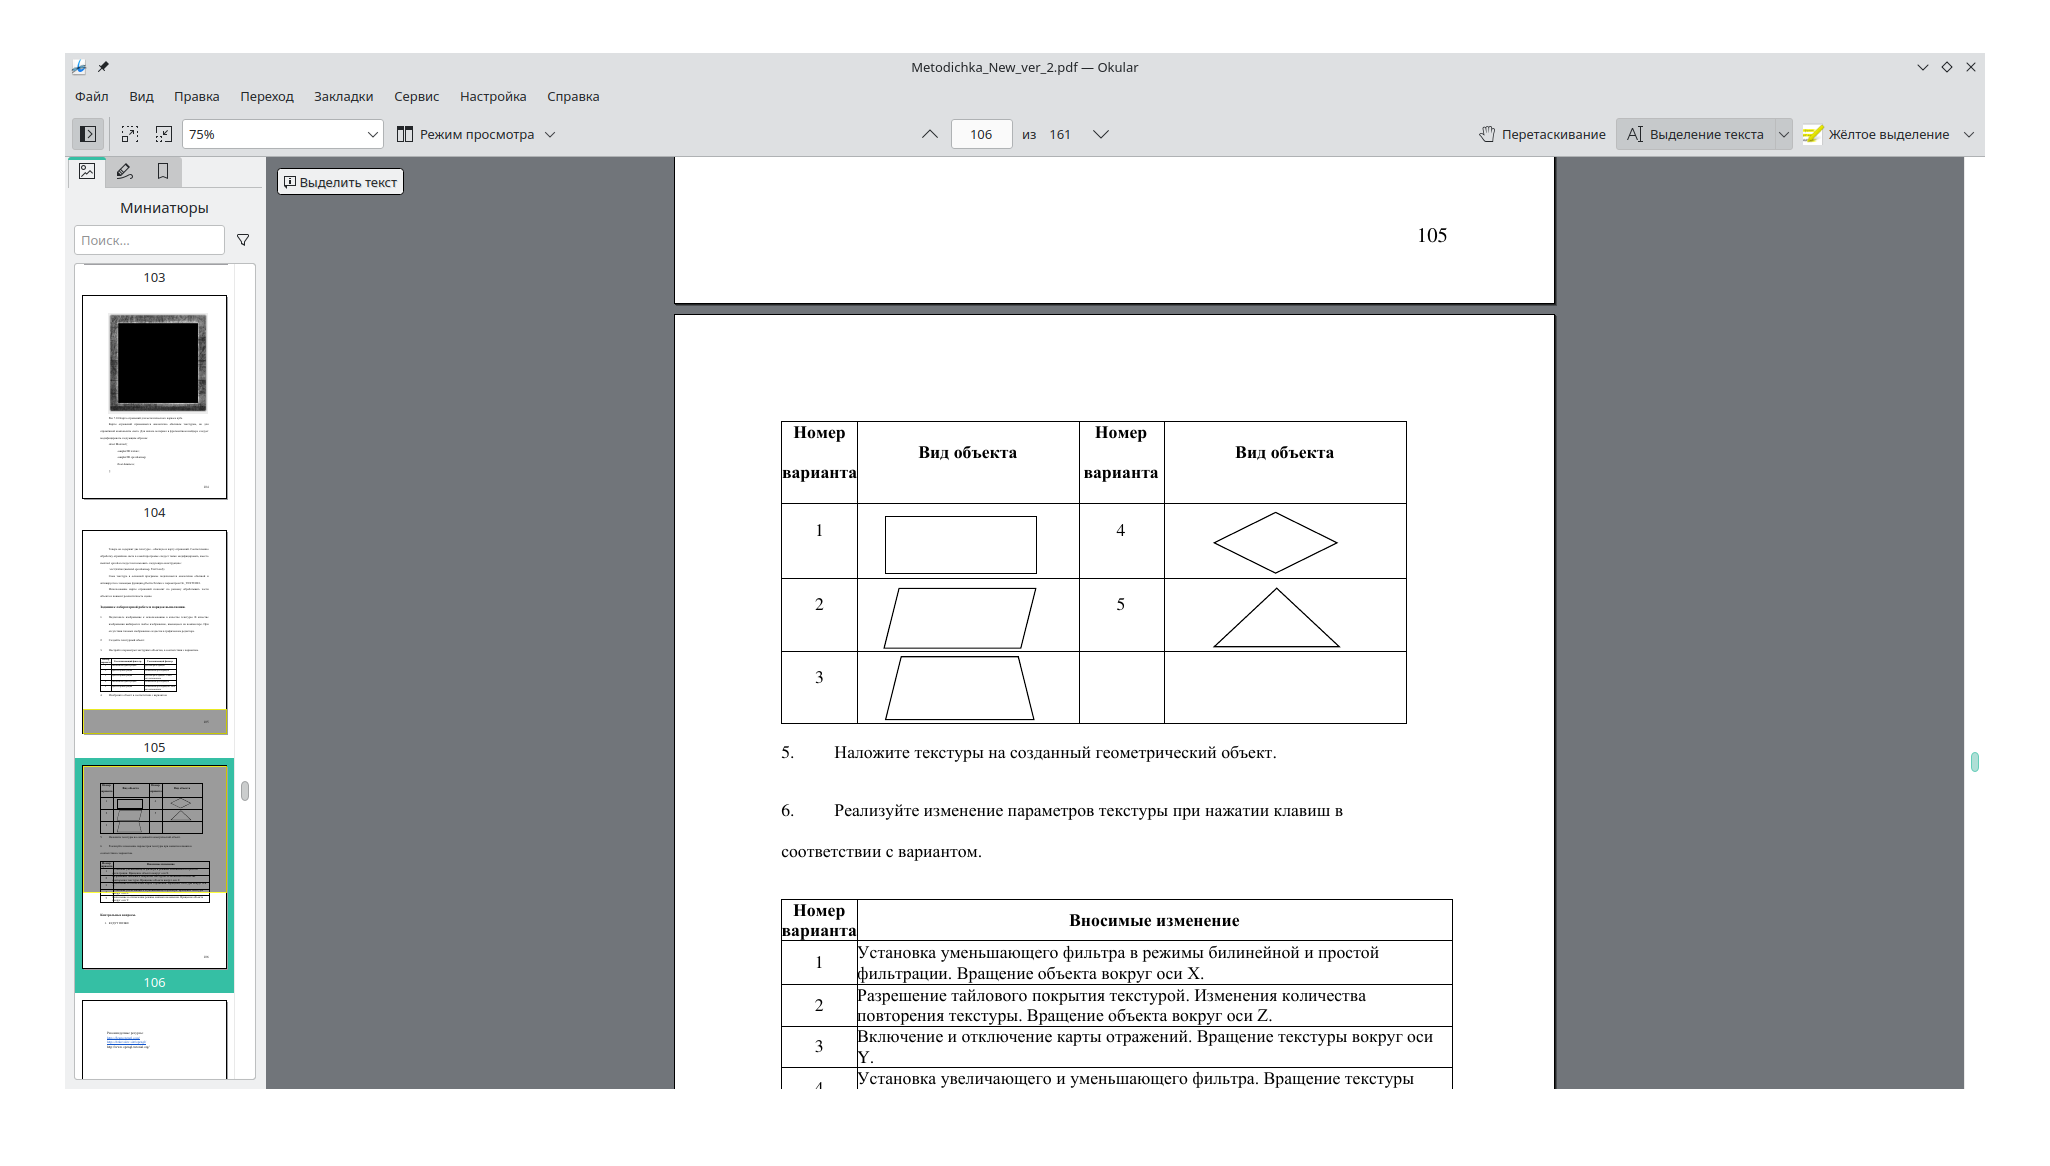 Metodichka_New_ver_2.pdf — Okular
Файл Вид Правка Переход Закладки Сервис Настройка Справка
75% Режим просмотра 106 из 161 Перетаскивание Выделение текста Жёлтое выделение
Миниатюры
Поиск...
103
104
105
106
Выделить текст
105
Номер варианта Вид объекта Номер варианта Вид объекта
1 4
2 5
3
5. Наложите текстуры на созданный геометрический объект.
6. Реализуйте изменение параметров текстуры при нажатии клавиш в
соответствии с вариантом.
Номер варианта Вносимые изменение
1 Установка уменьшающего фильтра в режимы билинейной и простой
фильтрации. Вращение объекта вокруг оси X.
2 Разрешение тайлового покрытия текстурой. Изменения количества
повторения текстуры. Вращение объекта вокруг оси Z.
3 Включение и отключение карты отражений. Вращение текстуры вокруг оси
Y.
4 Установка увеличающего и уменьшающего фильтра. Вращение текстуры